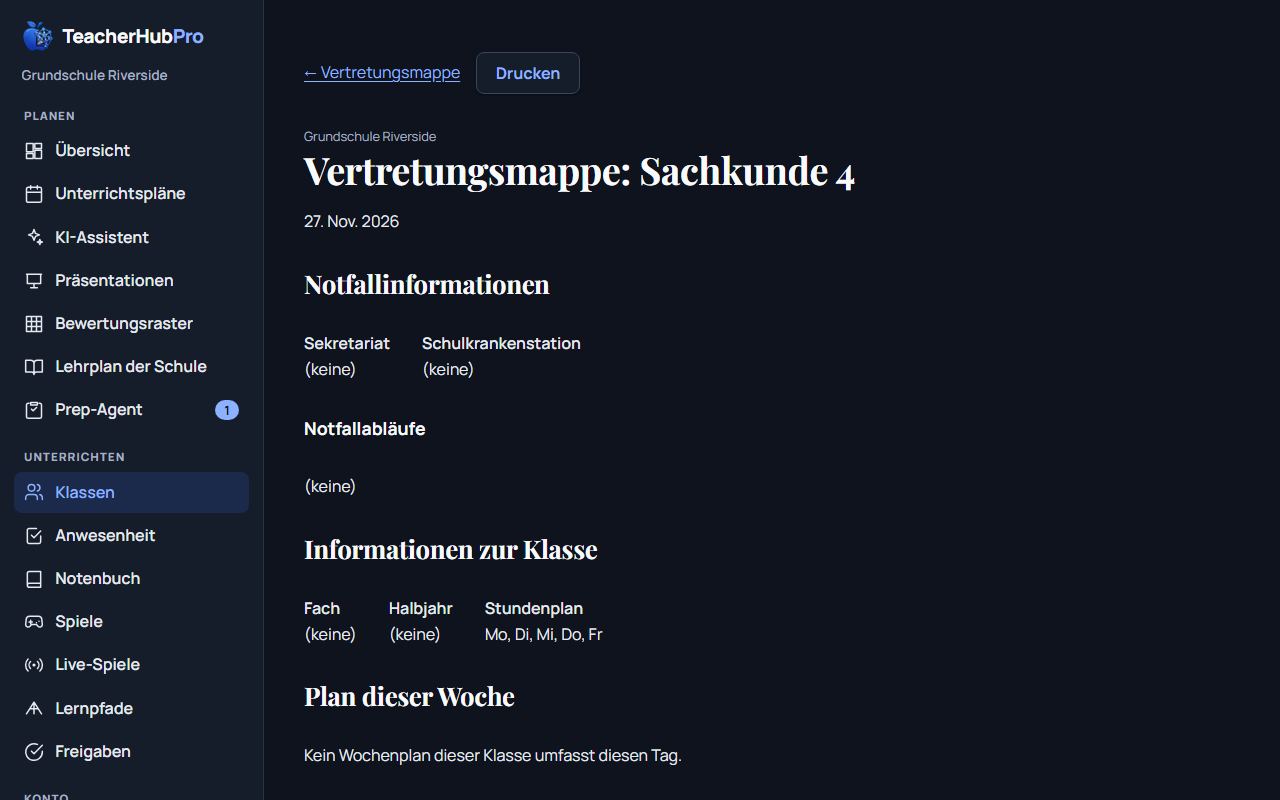 TeacherHubPro
Grundschule Riverside
PLANEN
Übersicht
Unterrichtspläne
KI-Assistent
Präsentationen
Bewertungsraster
Lehrplan der Schule
Prep-Agent 1
UNTERRICHTEN
Klassen
Anwesenheit
Notenbuch
Spiele
Live-Spiele
Lernpfade
Freigaben
KONTO
← Vertretungsmappe
Drucken
Grundschule Riverside
Vertretungsmappe: Sachkunde 4
27. Nov. 2026
Notfallinformationen
Sekretariat Schulkrankenstation
(keine) (keine)
Notfallabläufe
(keine)
Informationen zur Klasse
Fach Halbjahr Stundenplan
(keine) (keine) Mo, Di, Mi, Do, Fr
Plan dieser Woche
Kein Wochenplan dieser Klasse umfasst diesen Tag.